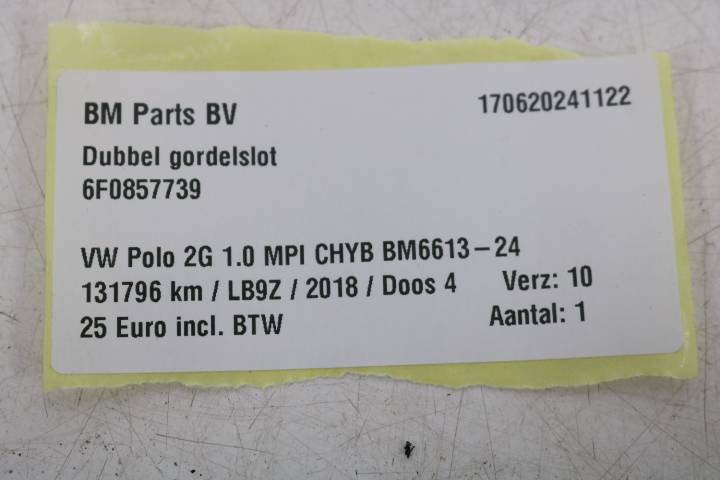 BM Parts BV 170620241122
Dubbel gordelslot
6F0857739
VW Polo 2G 1.0 MPI CHYB BM6613-24
131796 km / LB9Z / 2018 / Doos 4 Verz: 10
25 Euro incl. BTW Aantal: 1